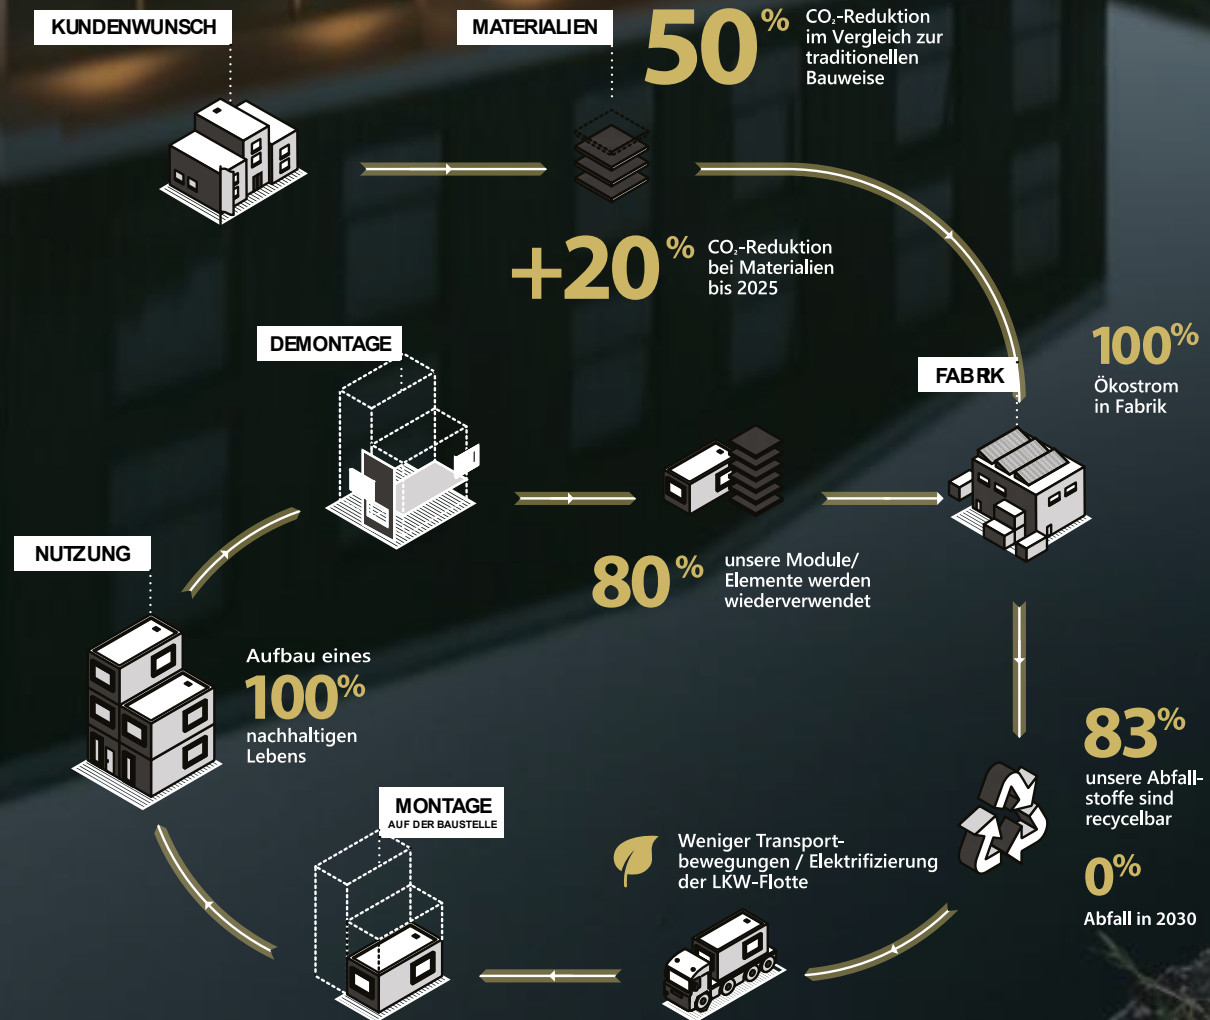 KUNDENWUNSCH
MATERIALIEN
50%
CO₂-Reduktion
im Vergleich zur
traditionellen
Bauweise
+20%
CO₂-Reduktion
bei Materialien
bis 2025
DEMONTAGE
FABRK
100%
Ökostrom
in Fabrik
NUTZUNG
80%
unsere Module/
Elemente werden
wiederverwendet
Aufbau eines
100%
nachhaltigen
Lebens
83%
unsere Abfall-
stoffe sind
recycelbar
0%
Abfall in 2030
MONTAGE
AUF DER BAUSTELLE
Weniger Transport-
bewegungen / Elektrifizierung
der LKW-Flotte